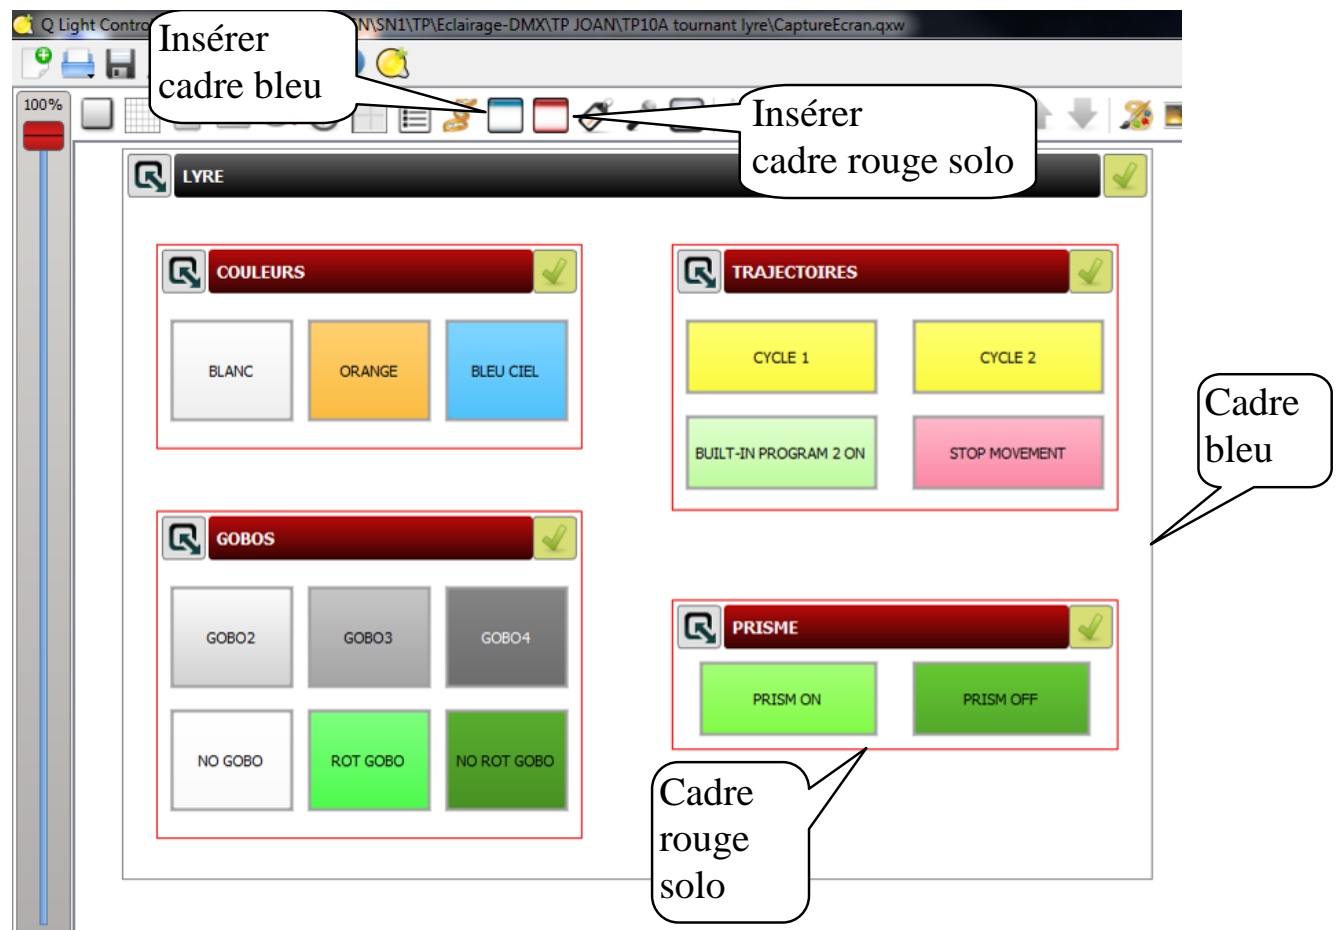 Q Light Contro
N\SN1\TP\Eclairage-DMX\TP JOAN\TP10A tournant lyre\CaptureEcran.qxw
Insérer
cadre bleu
100%
Insérer
cadre rouge solo
LYRE
COULEURS
TRAJECTOIRES
BLANC
ORANGE
BLEU CIEL
CYCLE 1
CYCLE 2
Cadre
bleu
BUILT-IN PROGRAM 2 ON
STOP MOVEMENT
GOBOS
PRISME
GOBO2
GOBO3
GOBO4
PRISM ON
PRISM OFF
NO GOBO
ROT GOBO
NO ROT GOBO
Cadre
rouge
solo